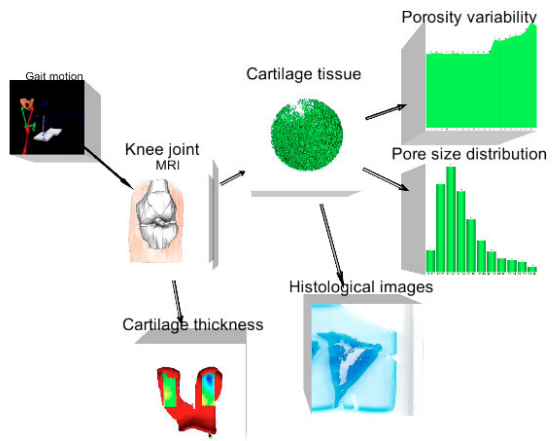 Porosity variability
Gait motion
Cartilage tissue
Knee joint
MRI
Pore size distribution
Histological images
Cartilage thickness